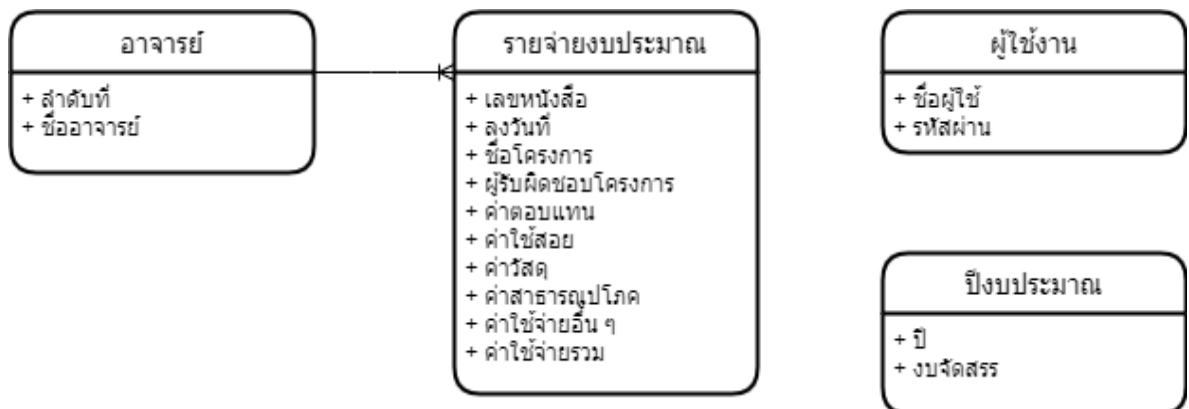 อาจารย์
+ ลำดับที่
+ ชื่ออาจารย์
รายจ่ายงบประมาณ
+ เลขหนังสือ
+ ลงวันที่
+ ชื่อโครงการ
+ ผู้รับผิดชอบโครงการ
+ ค่าตอบแทน
+ ค่าใช้สอย
+ ค่าวัสดุ
+ ค่าสาธารณูปโภค
+ ค่าใช้จ่ายอื่น ๆ
+ ค่าใช้จ่ายรวม
ผู้ใช้งาน
+ ชื่อผู้ใช้
+ รหัสผ่าน
ปีงบประมาณ
+ ปี
+ งบจัดสรร